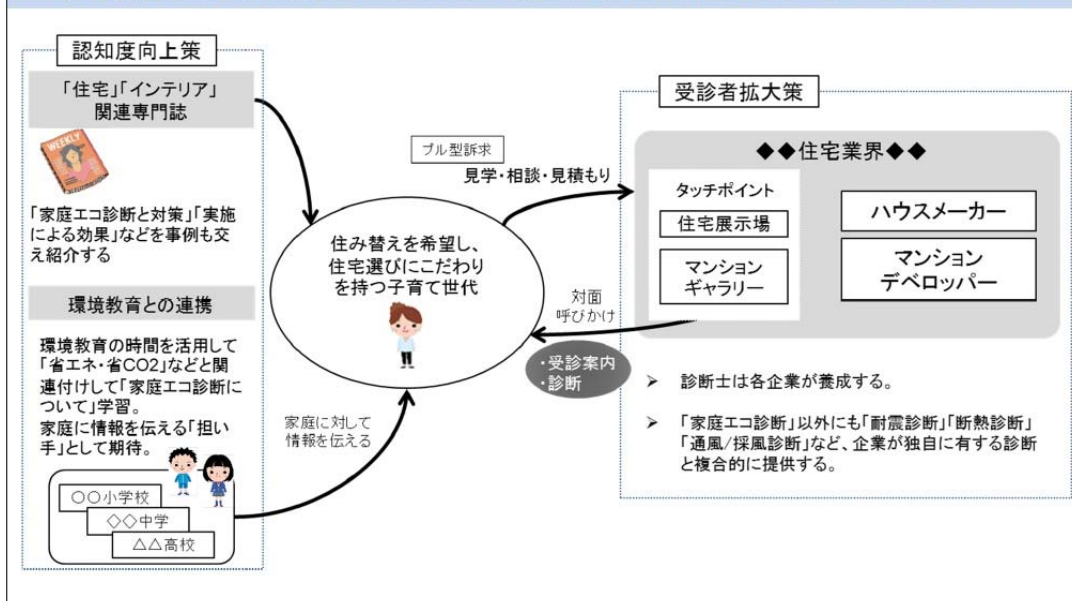 認知度向上策
「住宅」「インテリア」
関連専門誌
WEEKLY
「家庭エコ診断と対策」「実施
による効果」などを事例も交
え紹介する
環境教育との連携
環境教育の時間を活用して
「省エネ・省CO2」などと関
連付けして「家庭エコ診断に
ついて」学習。
家庭に情報を伝える「担い
手」として期待。
○○小学校
◇◇中学
△△高校
家庭に対して
情報を伝える
住み替えを希望し、
住宅選びにこだわり
を持つ子育て世代
プル型訴求
見学・相談・見積もり
対面
呼びかけ
・受診案内
・診断
受診者拡大策
◆◆住宅業界◆◆
タッチポイント
住宅展示場
マンション
ギャラリー
ハウスメーカー
マンション
デベロッパー
➢ 診断士は各企業が養成する。
➢ 「家庭エコ診断」以外にも「耐震診断」「断熱診断」
「通風/採風診断」など、企業が独自に有する診断
と複合的に提供する。